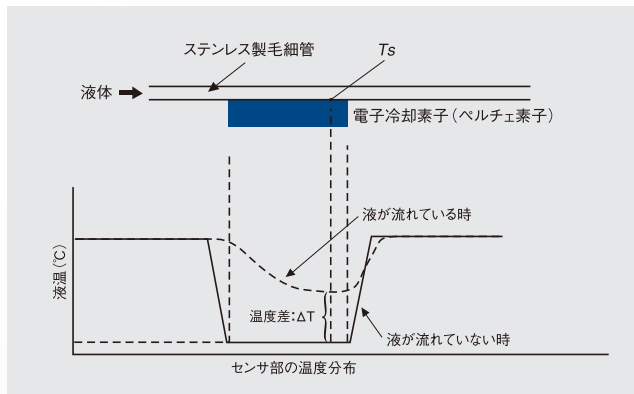 ステンレス製毛細管
Ts
液体
電子冷却素子（ペルチェ素子）
液が流れている時
液温（℃）
温度差：ΔT
液が流れていない時
センサ部の温度分布